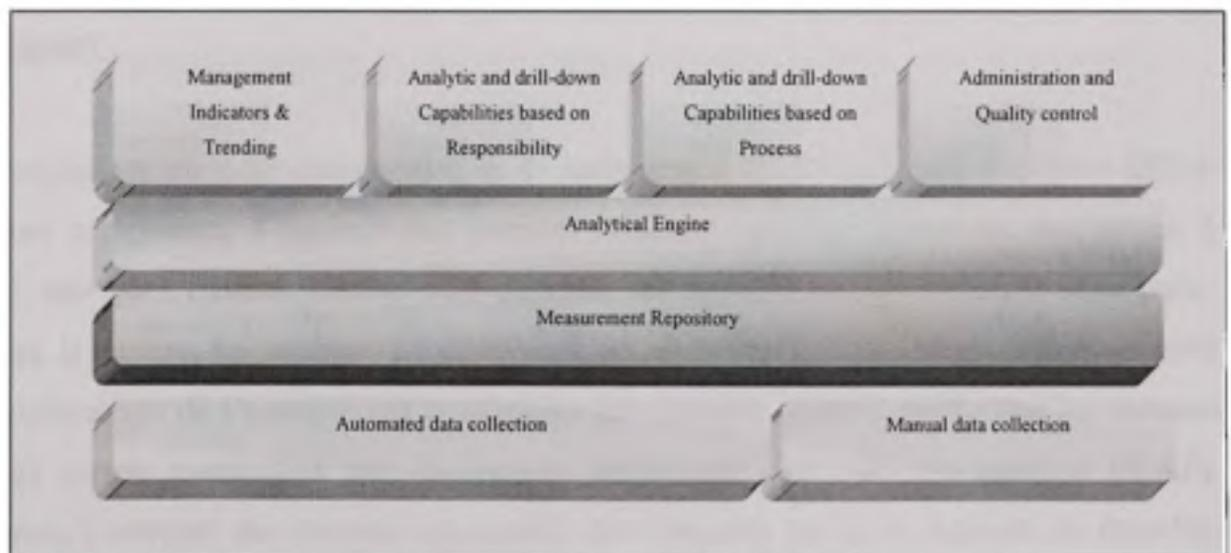 Management
Indicators &
Trending
Analytic and drill-down
Capabilities based on
Responsibility
Analytic and drill-down
Capabilities based on
Process
Administration and
Quality control
Analytical Engine
Measurement Repository
Automated data collection
Manual data collection